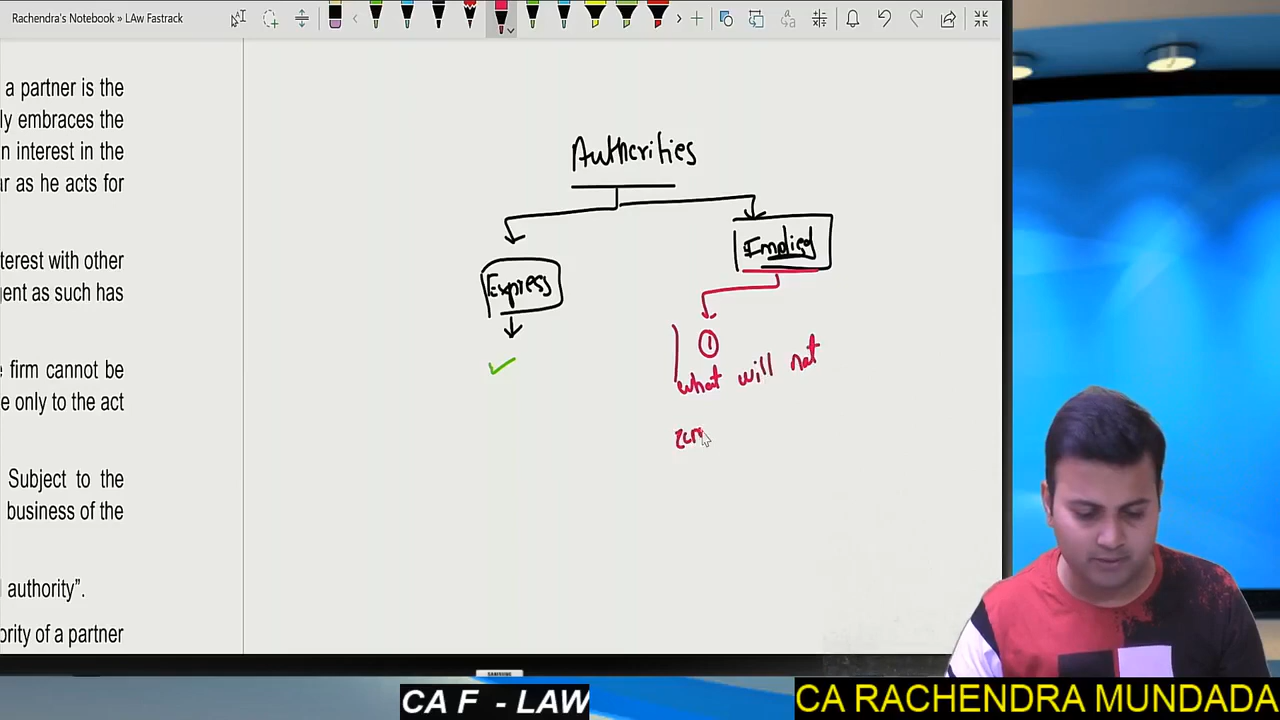 Rachendra's Notebook » LAw Fastrack
a partner is the
ly embraces the
n interest in the
ar as he acts for
terest with other
gent as such has
e firm cannot be
e only to the act
Subject to the
business of the
authority”.
ority of a partner
Authorities
Express
Implied
①
what will not
SAMSUNG
CA F - LAW
CA RACHENDRA MUNDADA